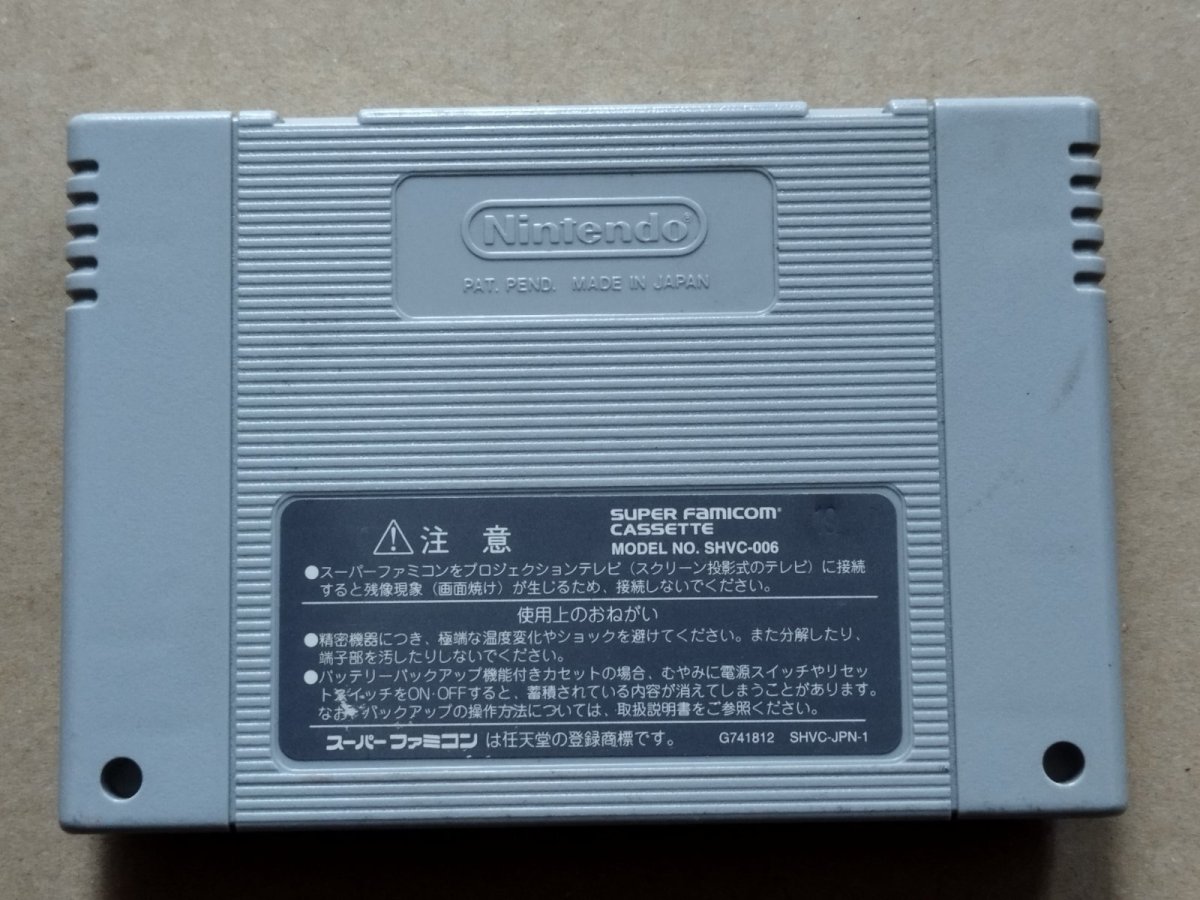 Nintendo®
PAT. PEND. MADE IN JAPAN
SUPER FAMICOM®
CASSETTE
MODEL NO. SHVC-006
注意
●スーパーファミコンをプロジェクションテレビ（スクリーン投影式のテレビ）に接続
すると残像現象（画面焼け）が生じるため、接続しないでください。
使用上のおねがい
●精密機器につき、極端な温度変化やショックを避けてください。また分解したり、
端子部を汚したりしないでください。
●バッテリーバックアップ機能付きカセットの場合、むやみに電源スイッチやリセッ
トスイッチをON・OFFすると、蓄積されている内容が消えてしまうことがあります。
なお、バックアップの操作方法については、取扱説明書をご参照ください。
スーパーファミコンは任天堂の登録商標です。 G741812 SHVC-JPN-1